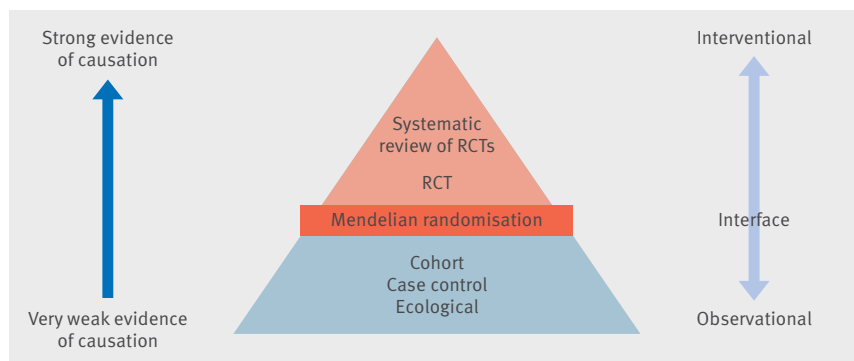 Strong evidence
of causation
Very weak evidence
of causation
Systematic
review of RCTs
RCT
Mendelian randomisation
Cohort
Case control
Ecological
Interventional
Interface
Observational